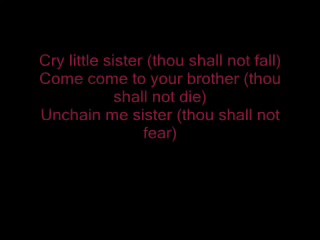 Cry little sister (thou shall not fall)
Come come to your brother (thou
shall not die)
Unchain me sister (thou shall not
fear)